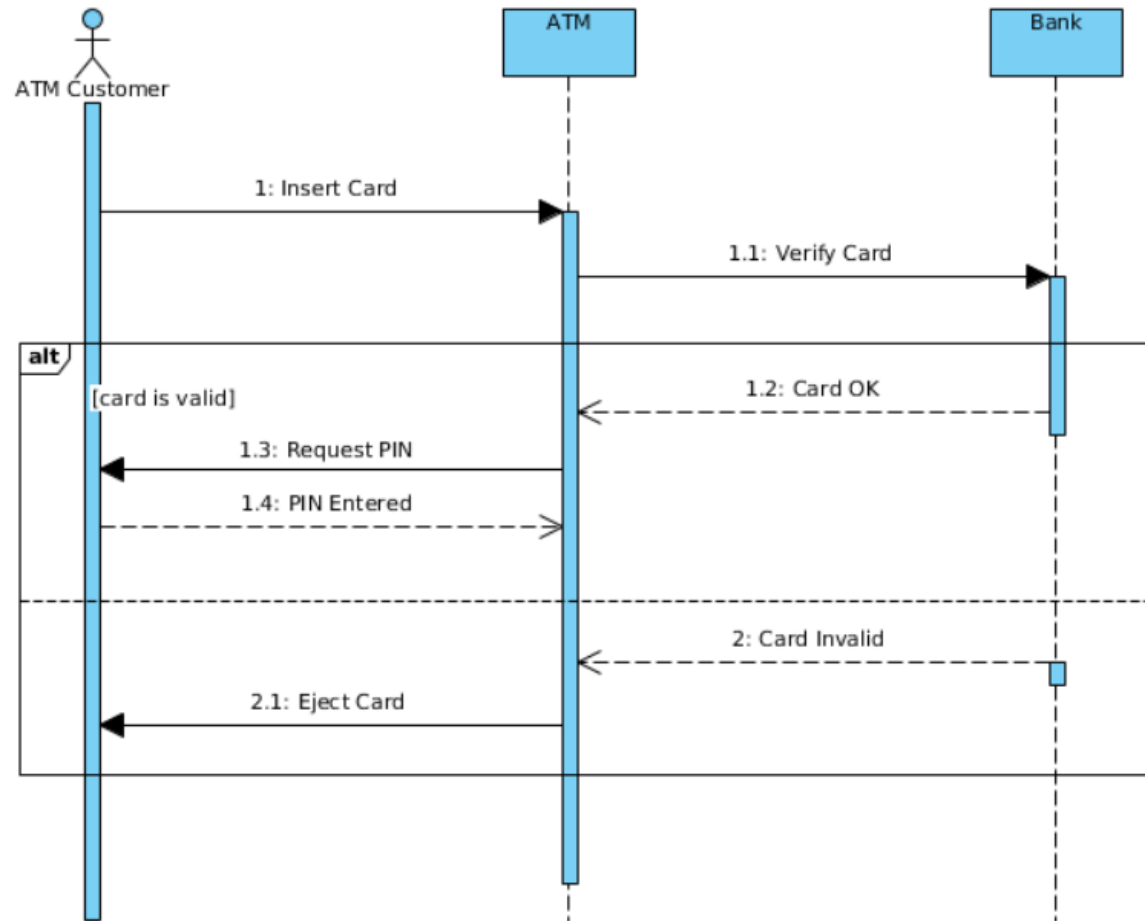 ATM
Bank
ATM Customer
1: Insert Card
1.1: Verify Card
alt
[card is valid]
1.2: Card OK
1.3: Request PIN
1.4: PIN Entered
2: Card Invalid
2.1: Eject Card